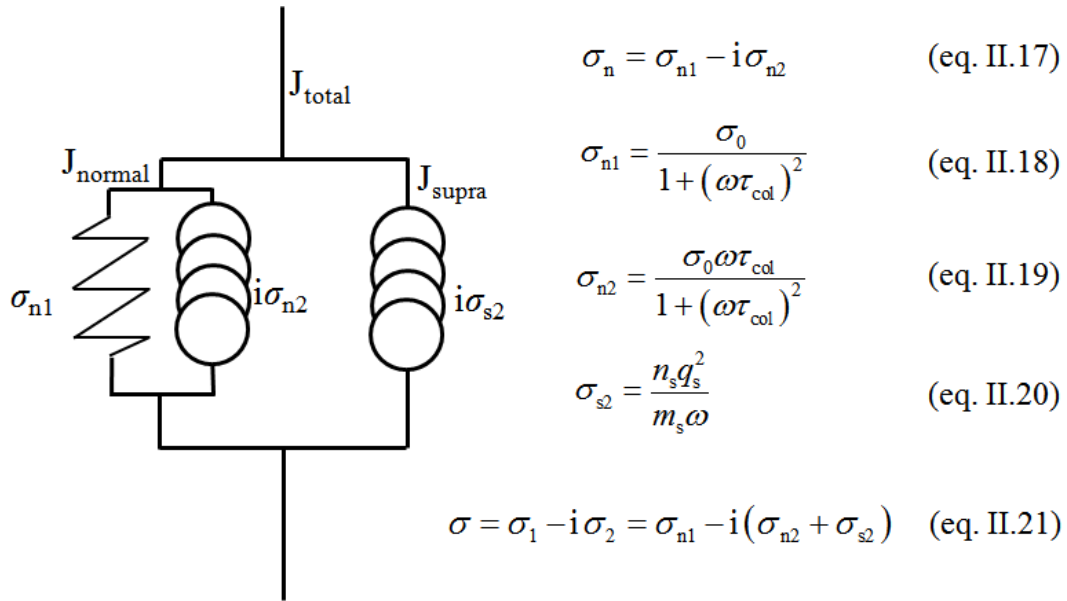 J_total
J_normal
J_supra
σ_n1
iσ_n2
iσ_s2
σ_n = σ_n1 − iσ_n2 (eq. II.17)
σ_n1 = σ_0 / (1 + (ωτ_col)^2) (eq. II.18)
σ_n2 = σ_0ωτ_col / (1 + (ωτ_col)^2) (eq. II.19)
σ_s2 = n_s q_s^2 / (m_s ω) (eq. II.20)
σ = σ_1 − iσ_2 = σ_n1 − i(σ_n2 + σ_s2) (eq. II.21)